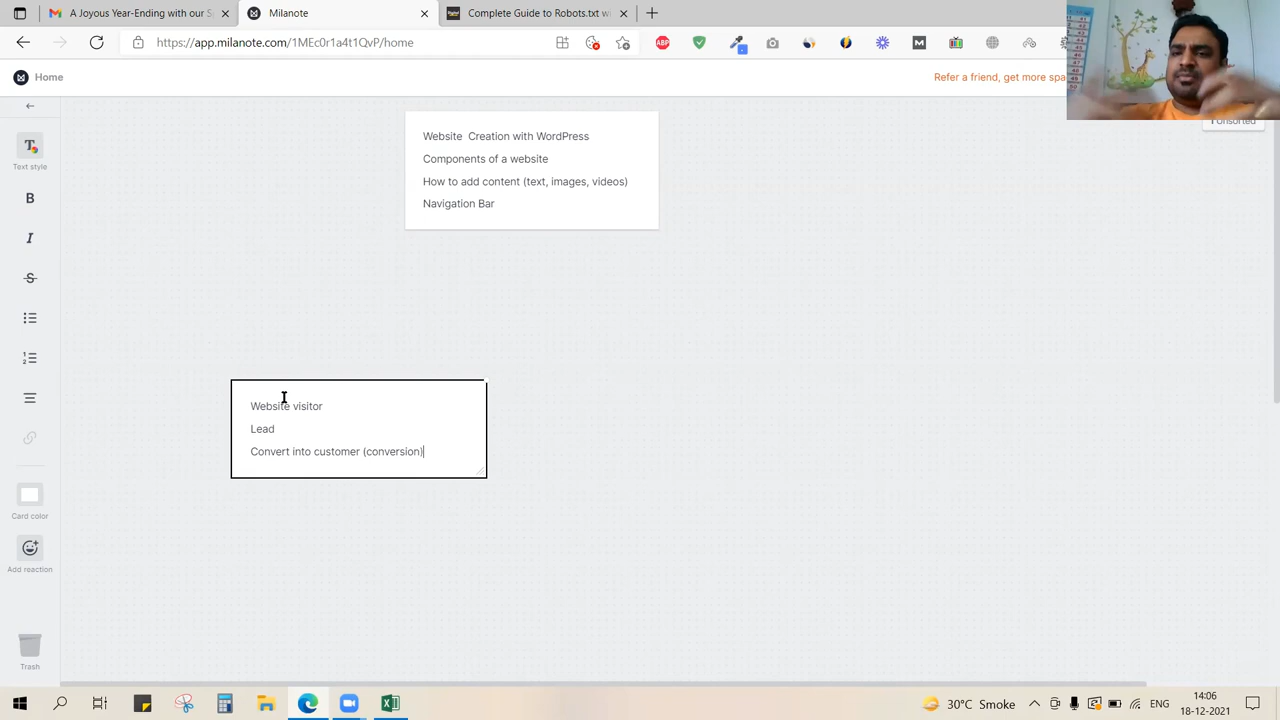 A Joyous Year-Ending with our S
Milanote
Complete Guide to Robots.txt w
https://app.milanote.com/1MEc0r1a4t1QvP/home
ABP
Home
Refer a friend, get more spa
Unsorted
Text style
Website  Creation with WordPress
Components of a website
How to add content (text, images, videos)
Navigation Bar
Website visitor
Lead
Convert into customer (conversion)
Card color
Add reaction
Trash
30°C Smoke
ENG
14:06
18-12-2021